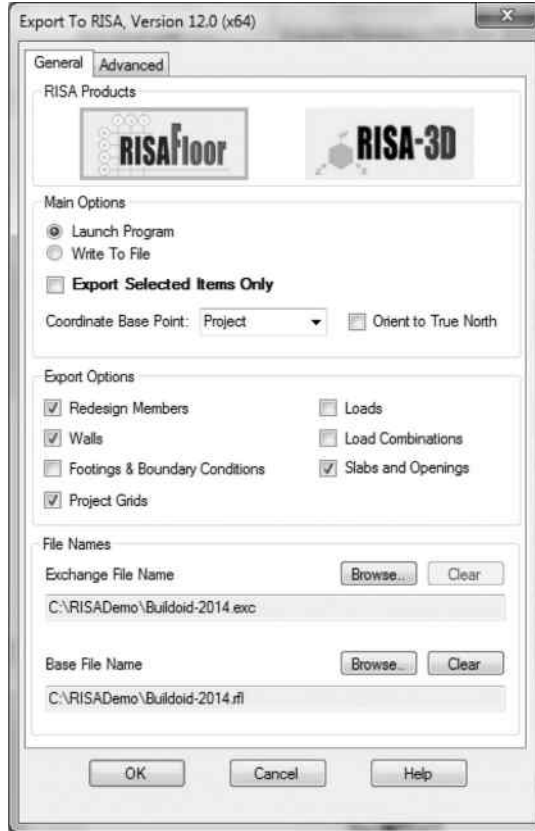 Export To RISA, Version 12.0 (x64)
General Advanced
RISA Products
RISAFloor RISA-3D
Main Options
Launch Program
Write To File
Export Selected Items Only
Coordinate Base Point: Project Orient to True North
Export Options
Redesign Members Loads
Walls Load Combinations
Footings & Boundary Conditions Slabs and Openings
Project Grids
File Names
Exchange File Name Browse.. Clear
C:\RISADemo\Buildoid-2014.exc
Base File Name Browse... Clear
C:\RISADemo\Buildoid-2014.rfl
OK Cancel Help